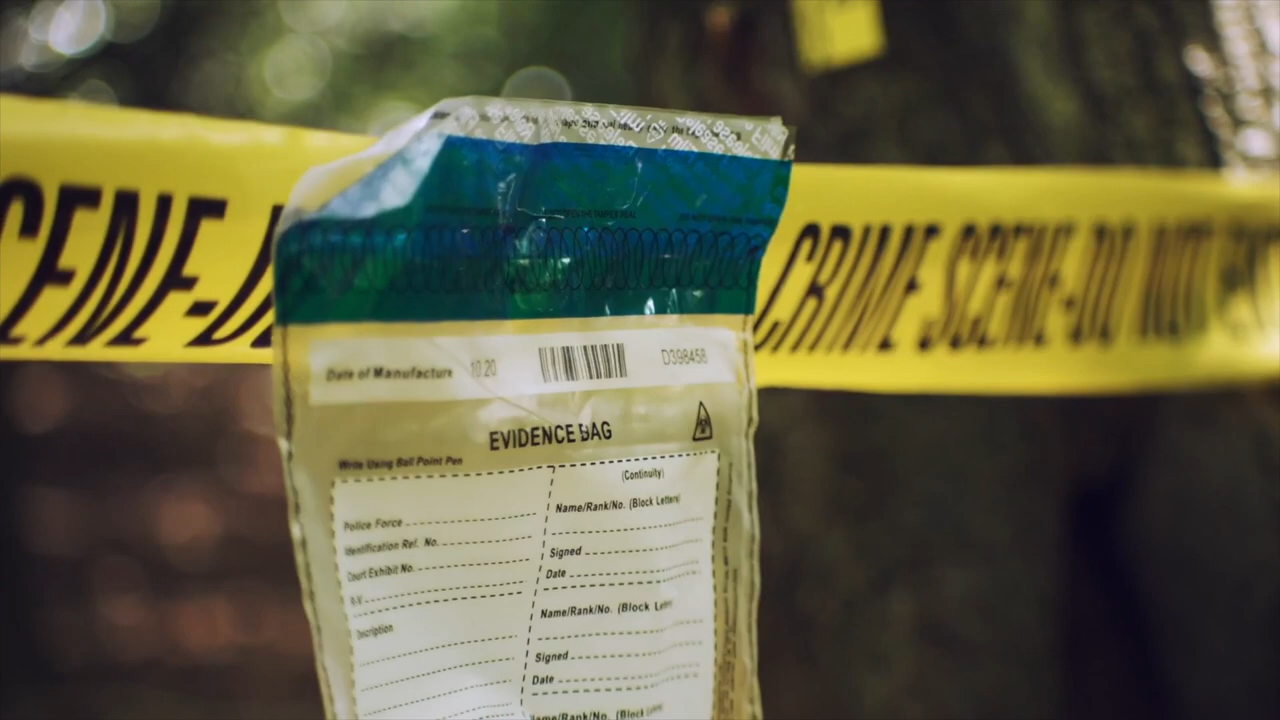 SCENE-D
CRIME SCENE-DO NOT
Date of Manufacture 10.20 D398458
EVIDENCE BAG
Write Using Ball Point Pen
(Continuity)
Police Force
Identification Ref. No.
Court Exhibit No.
R-V
Description
Name/Rank/No. (Block Letters)
Signed
Date
Name/Rank/No. (Block Letters
Signed
Date
Name/Rank/No. (Block Letters